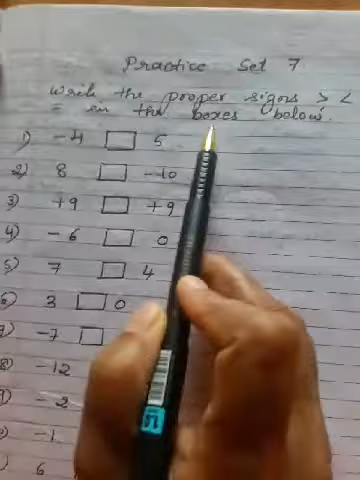 Practice Set 7
Write the proper signs > <
= in the boxes below.
1) -4 □ 5
2) 8 □ -10
3) +9 □ +9
4) -6 □ 0
5) 7 □ 4
6) 3 □ 0
7) -7 □
8) -12
9) -2
-1
6